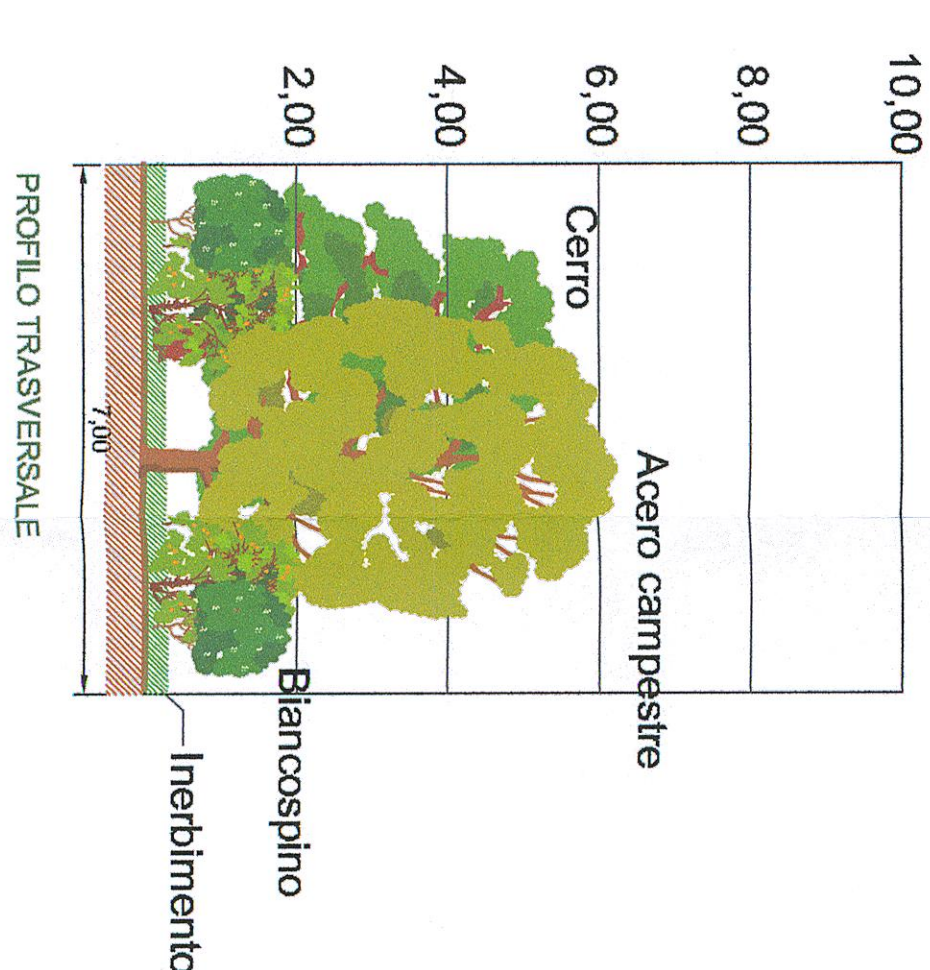 10,00
8,00
6,00
4,00
2,00
Cerro
Acero campestre
Biancospino
Inerbimento
7,00
PROFILO TRASVERSALE